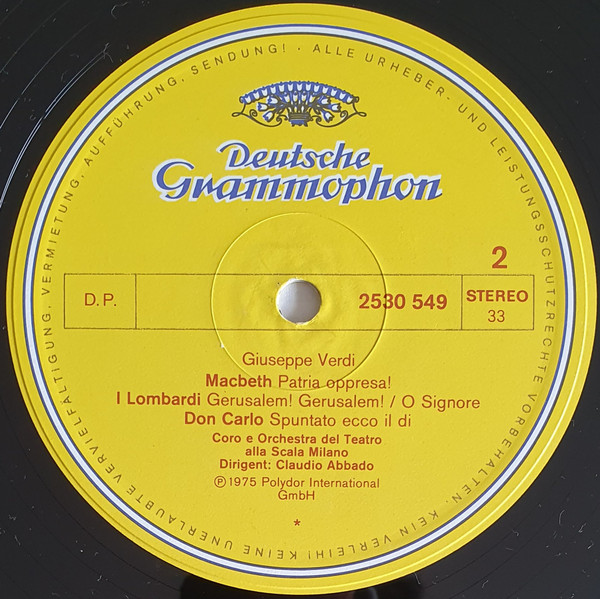 Deutsche
Grammophon
2
D.P.
2530 549
STEREO
33
Giuseppe Verdi
Macbeth Patria oppresa!
I Lombardi Gerusalem! Gerusalem! / O Signore
Don Carlo Spuntato ecco il di
Coro e Orchestra del Teatro
alla Scala Milano
Dirigent: Claudio Abbado
Ⓟ 1975 Polydor International
GmbH
*
ALLE URHEBER- UND LEISTUNGSSCHUTZRECHTE VORBEHALTEN. KEIN VERLEIH! KEINE UNERLAUBTE VERVIELFÄLTIGUNG, VERMIETUNG, AUFFÜHRUNG, SENDUNG! ·